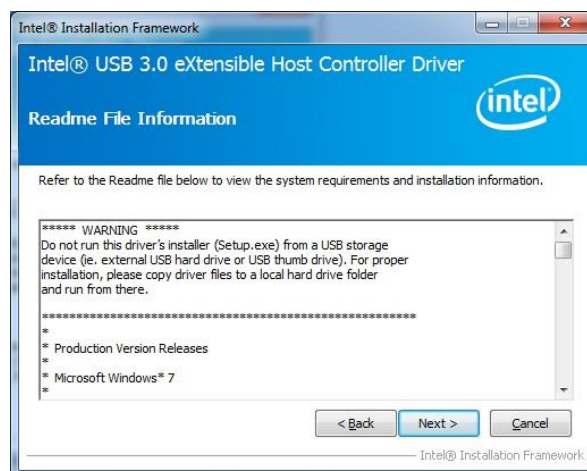 Intel® Installation Framework
Intel® USB 3.0 eXtensible Host Controller Driver
Readme File Information
intel
Refer to the Readme file below to view the system requirements and installation information.
***** WARNING *****
Do not run this driver's installer (Setup.exe) from a USB storage
device (ie. external USB hard drive or USB thumb drive). For proper
installation, please copy driver files to a local hard drive folder
and run from there.
*******************************************************
*
* Production Version Releases
*
* Microsoft Windows* 7
*
< Back
Next >
Cancel
Intel® Installation Framework